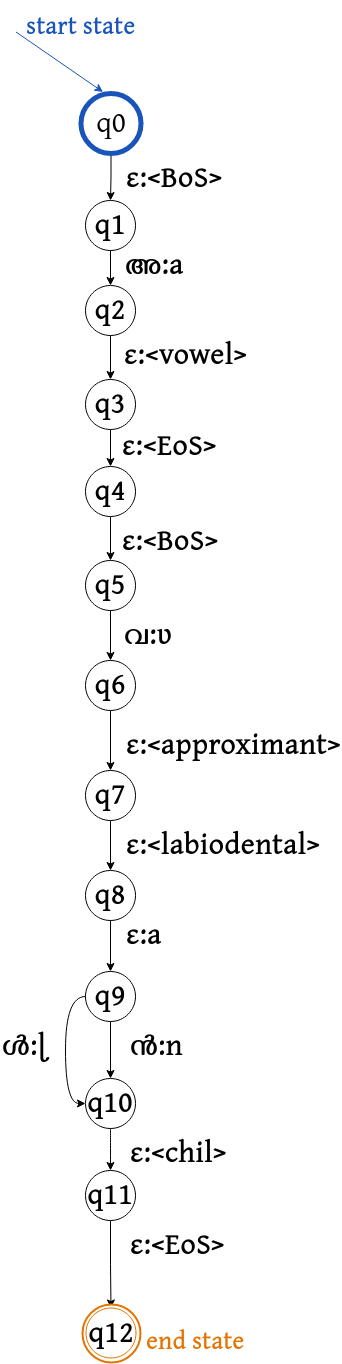 start state
q0
ε:<BoS>
q1
അ:a
q2
ε:<vowel>
q3
ε:<EoS>
q4
ε:<BoS>
q5
വ:ʋ
q6
ε:<approximant>
q7
ε:<labiodental>
q8
ε:a
q9
ൾ:ɭ ൻ:n
q10
ε:<chil>
q11
ε:<EoS>
q12 end state